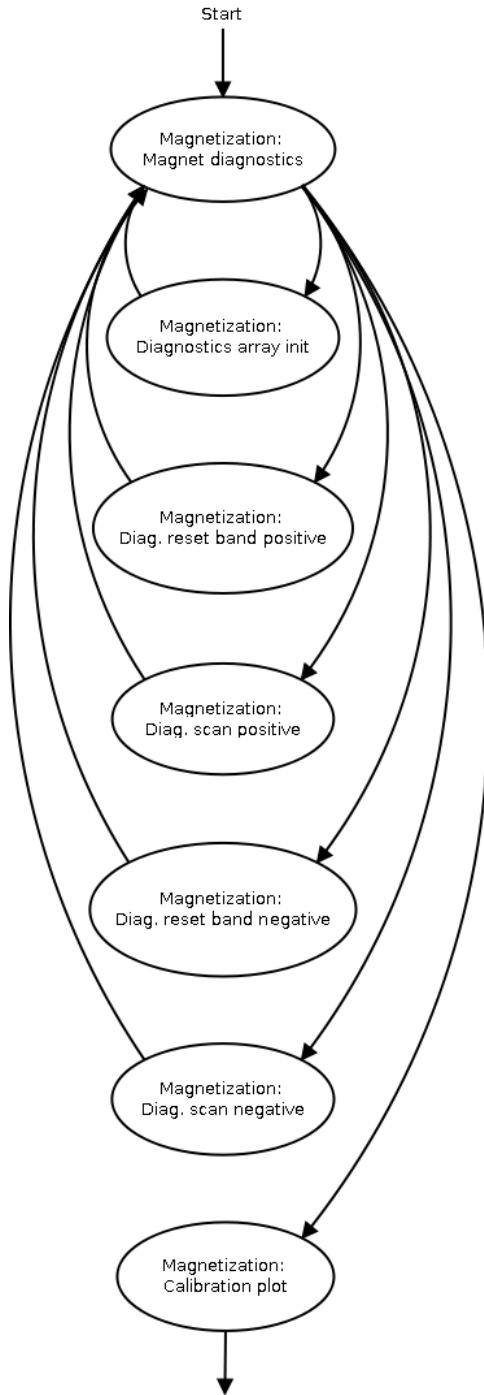 Start
Magnetization:
Magnet diagnostics
Magnetization:
Diagnostics array init
Magnetization:
Diag. reset band positive
Magnetization:
Diag. scan positive
Magnetization:
Diag. reset band negative
Magnetization:
Diag. scan negative
Magnetization:
Calibration plot